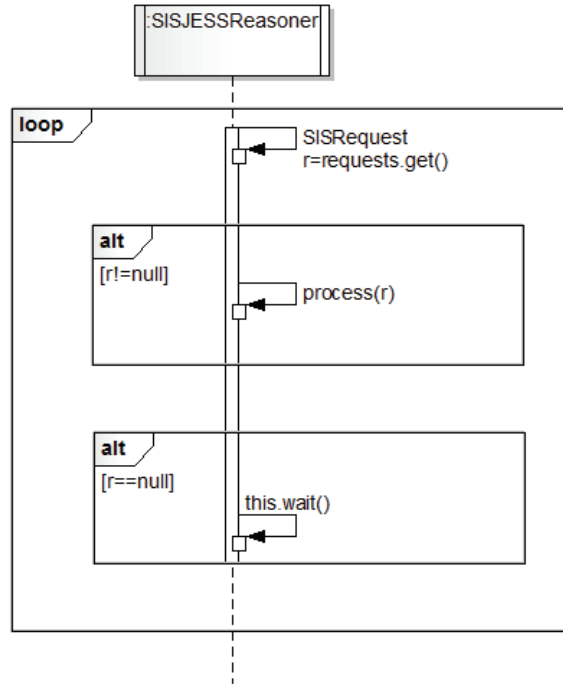 :SISJESSReasoner
loop
SISRequest
r=requests.get()
alt
[r!=null]
process(r)
alt
[r==null]
this.wait()